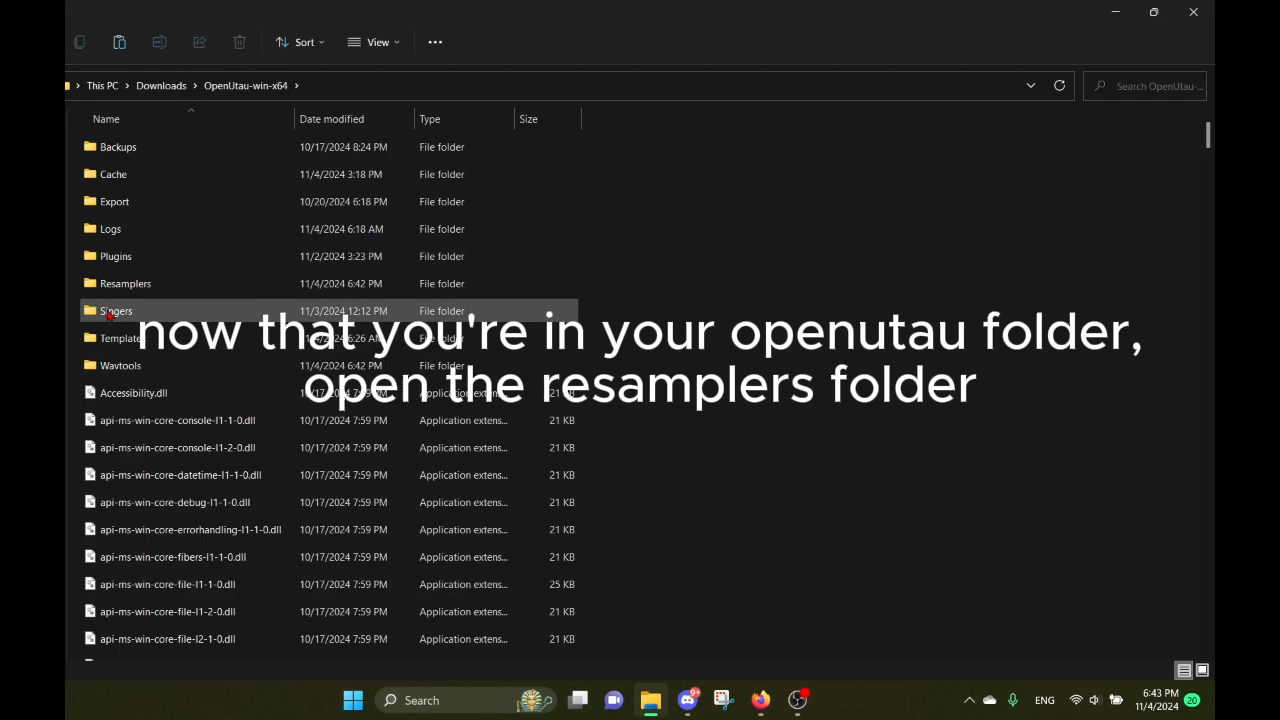 Sort
View
This PC > Downloads > OpenUtau-win-x64 >
Search OpenUtau-...
Name Date modified Type Size
Backups 10/17/2024 8:24 PM File folder
Cache 11/4/2024 3:18 PM File folder
Export 10/20/2024 6:18 PM File folder
Logs 11/4/2024 6:18 AM File folder
Plugins 11/2/2024 3:23 PM File folder
Resamplers 11/4/2024 6:42 PM File folder
Singers 11/3/2024 12:12 PM File folder
now that you're in your openutau folder,
open the resamplers folder
Templates File folder
Wavtools 11/4/2024 6:42 PM File folder
Accessibility.dll 10/17/2024 Application extens... 21 KB
api-ms-win-core-console-l1-1-0.dll 10/17/2024 7:59 PM Application extens... 21 KB
api-ms-win-core-console-l1-2-0.dll 10/17/2024 7:59 PM Application extens... 21 KB
api-ms-win-core-datetime-l1-1-0.dll 10/17/2024 7:59 PM Application extens... 21 KB
api-ms-win-core-debug-l1-1-0.dll 10/17/2024 7:59 PM Application extens... 21 KB
api-ms-win-core-errorhandling-l1-1-0.dll 10/17/2024 7:59 PM Application extens... 21 KB
api-ms-win-core-fibers-l1-1-0.dll 10/17/2024 7:59 PM Application extens... 21 KB
api-ms-win-core-file-l1-1-0.dll 10/17/2024 7:59 PM Application extens... 25 KB
api-ms-win-core-file-l1-2-0.dll 10/17/2024 7:59 PM Application extens... 21 KB
api-ms-win-core-file-l2-1-0.dll 10/17/2024 7:59 PM Application extens... 21 KB
Search
9+
ENG
6:43 PM
11/4/2024
20